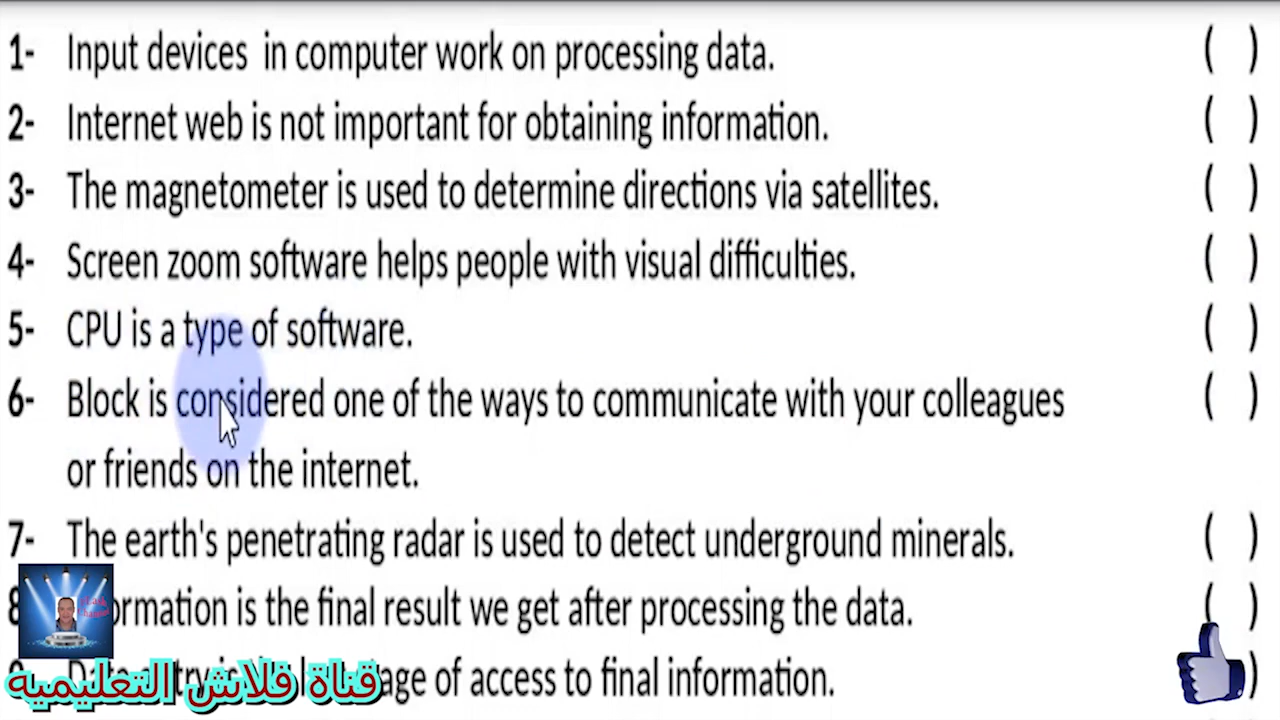 1- Input devices in computer work on processing data. ( )
2- Internet web is not important for obtaining information. ( )
3- The magnetometer is used to determine directions via satellites. ( )
4- Screen zoom software helps people with visual difficulties. ( )
5- CPU is a type of software. ( )
6- Block is considered one of the ways to communicate with your colleagues ( )
or friends on the internet.
7- The earth's penetrating radar is used to detect underground minerals. ( )
8 ormation is the final result we get after processing the data. ( )
of access to final information. )
قناة فلاش التعليمية